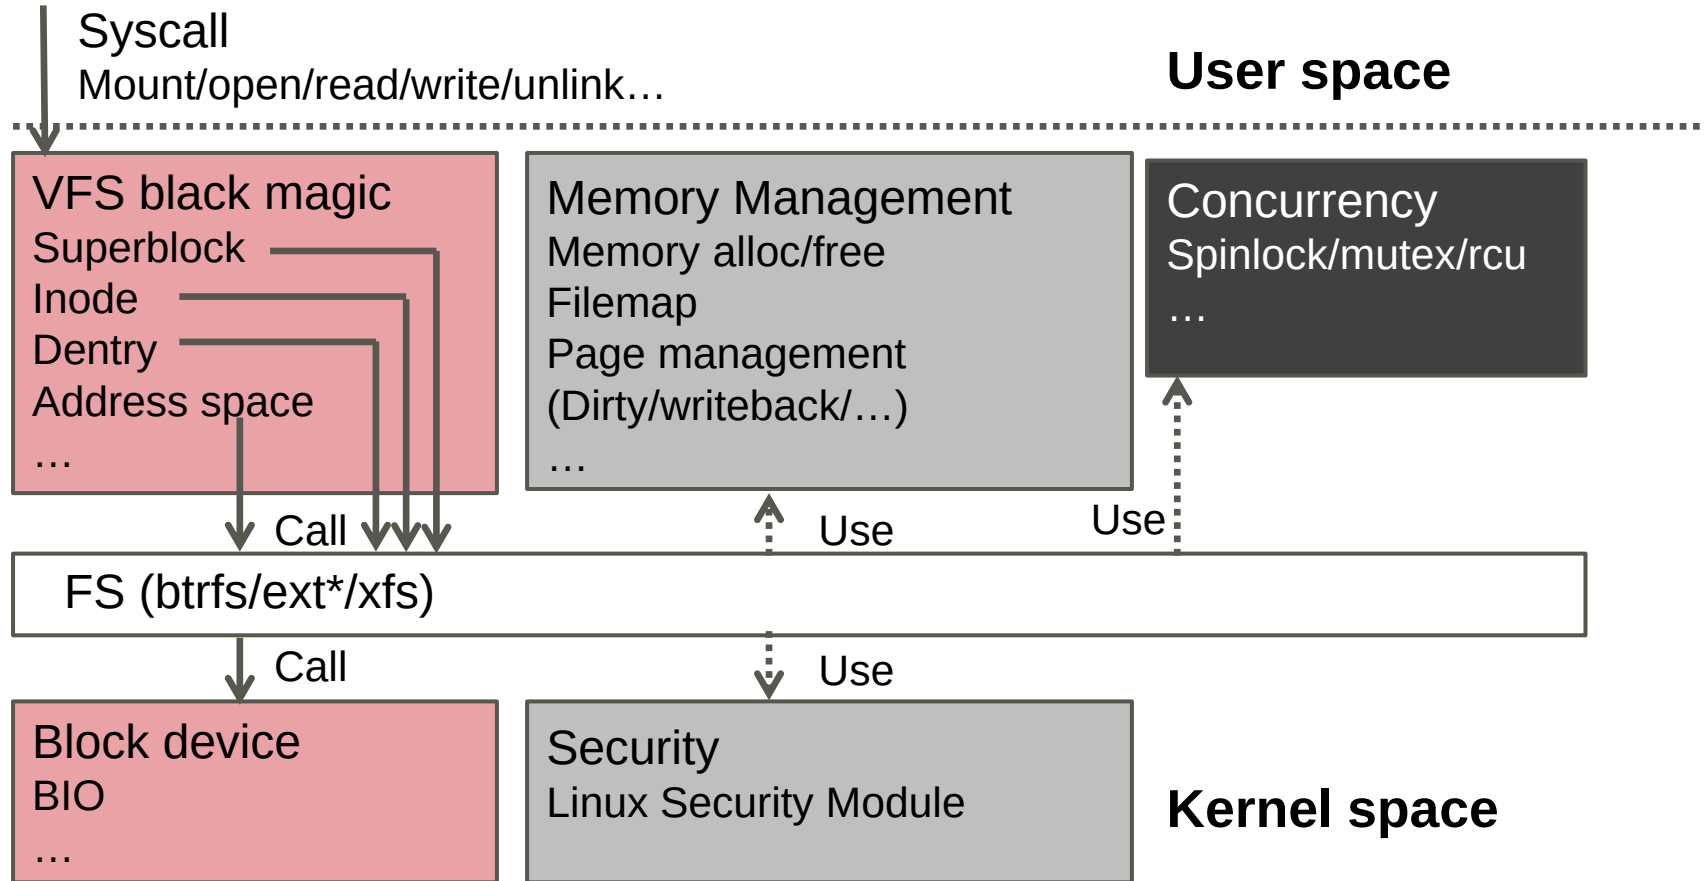 Syscall
Mount/open/read/write/unlink…
User space
VFS black magic
Superblock
Inode
Dentry
Address space
…
Memory Management
Memory alloc/free
Filemap
Page management
(Dirty/writeback/…)
…
Concurrency
Spinlock/mutex/rcu
…
Call
Use
Use
FS (btrfs/ext*/xfs)
Call
Use
Block device
BIO
…
Security
Linux Security Module
Kernel space